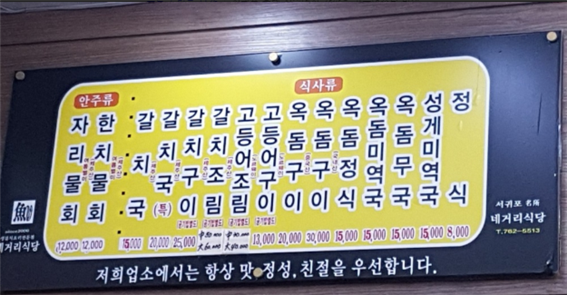 안주류
식사류
자리물회
한치물회
갈치국
갈치국(특)
갈치구이
갈치조림
고등어조림
고등어구이
옥돔구이
옥돔구이
옥돔정식
옥돔미역국
옥돔무국
성게미역국
정식
12,000 12,000 15,000 20,000 25,000 13,000 20,000 30,000 15,000 15,000 15,000 15,000 8,000
저희업소에서는 항상 맛·정성, 친절을 우선합니다.
네거리식당
서귀포 名所
네거리식당
T.762-5513